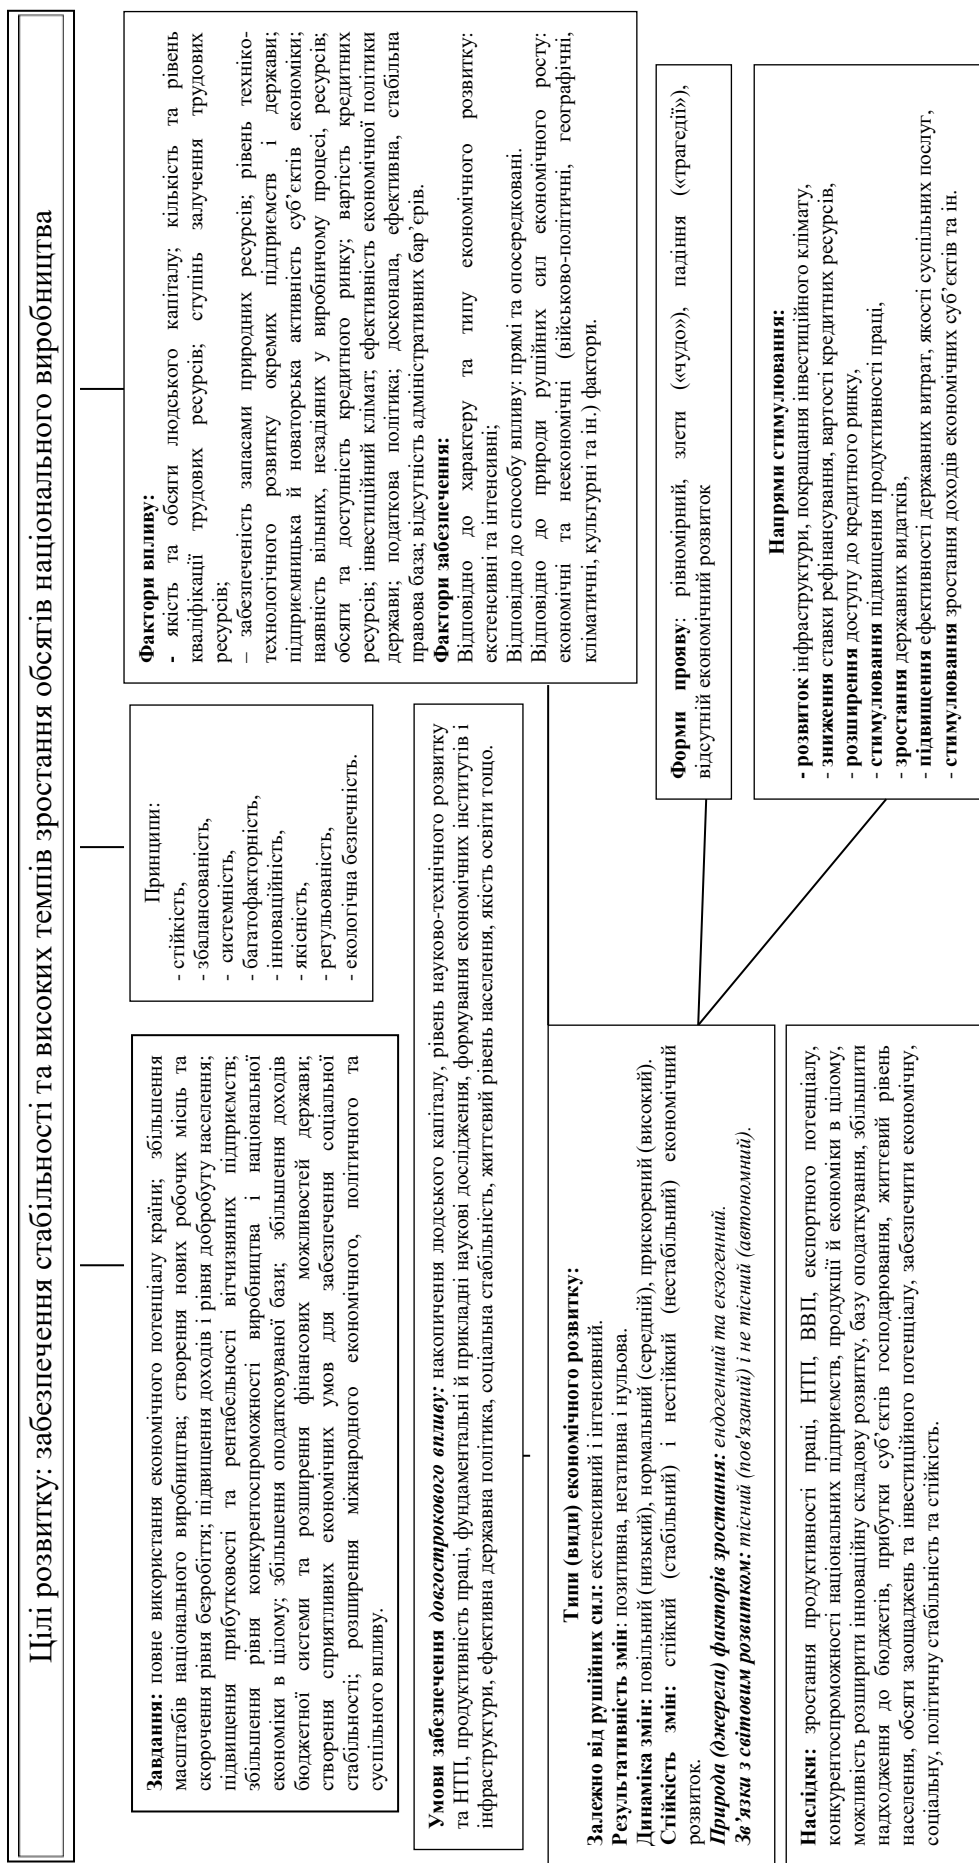 Цілі розвитку: забезпечення стабільності та високих темпів зростання обсягів національного виробництва
Завдання: повне використання економічного потенціалу країни; збільшення
масштабів національного виробництва; створення нових робочих місць та
скорочення рівня безробіття; підвищення доходів і рівня добробуту населення;
підвищення прибутковості та рентабельності вітчизняних підприємств;
збільшення рівня конкурентоспроможності виробництва і національної
економіки в цілому; збільшення оподатковуваної бази; збільшення доходів
бюджетної системи та розширення фінансових можливостей держави;
створення сприятливих економічних умов для забезпечення соціальної
стабільності; розширення міжнародного економічного, політичного та
суспільного впливу.
Принципи:
- стійкість,
- збалансованість,
- системність,
- багатофакторність,
- інноваційність,
- якісність,
- регульованість,
- екологічна безпечність.
Фактори впливу:
- якість та обсяги людського капіталу; кількість та рівень
кваліфікації трудових ресурсів; ступінь залучення трудових
ресурсів;
– забезпеченість запасами природних ресурсів; рівень техніко-
технологічного розвитку окремих підприємств і держави;
підприємницька й новаторська активність суб’єктів економіки;
наявність вільних, незадіяних у виробничому процесі, ресурсів;
обсяги та доступність кредитного ринку; вартість кредитних
ресурсів; інвестиційний клімат; ефективність економічної політики
держави; податкова політика; досконала, ефективна, стабільна
правова база; відсутність адміністративних бар’єрів.
Фактори забезпечення:
Відповідно до характеру та типу економічного розвитку:
екстенсивні та інтенсивні;
Відповідно до способу впливу: прямі та опосередковані.
Відповідно до природи рушійних сил економічного росту:
економічні та неекономічні (військово-політичні, географічні,
кліматичні, культурні та ін.) фактори.
Умови забезпечення довгострокового впливу: накопичення людського капіталу, рівень науково-технічного розвитку
та НТП, продуктивність праці, фундаментальні й прикладні наукові дослідження, формування економічних інститутів і
інфраструктури, ефективна державна політика, соціальна стабільність, життєвий рівень населення, якість освіти тощо.
Типи (види) економічного розвитку:
Залежно від рушійних сил: екстенсивний і інтенсивний.
Результативність змін: позитивна, негативна і нульова.
Динаміка змін: повільний (низький), нормальний (середній), прискорений (високий).
Стійкість змін: стійкий (стабільний) і нестійкий (нестабільний) економічний
розвиток.
Природа (джерела) факторів зростання: ендогенний та екзогенний.
Зв’язки з світовим розвитком: тісний (пов'язаний) і не тісний (автономний).
Форми прояву: рівномірний, злети («чудо»), падіння («трагедії»),
відсутній економічний розвиток
Напрями стимулювання:
- розвиток інфраструктури, покращання інвестиційного клімату,
- зниження ставки рефінансування, вартості кредитних ресурсів,
- розширення доступу до кредитного ринку,
- стимулювання підвищення продуктивності праці,
- зростання державних видатків,
- підвищення ефективності державних витрат, якості суспільних послуг,
- стимулювання зростання доходів економічних суб’єктів та ін.
Наслідки: зростання продуктивності праці, НТП, ВВП, експортного потенціалу,
конкурентоспроможності національних підприємств, продукції й економіки в цілому,
можливість розширити інноваційну складову розвитку, базу оподаткування, збільшити
надходження до бюджетів, прибутки суб’єктів господарювання, життєвий рівень
населення, обсяги заощаджень та інвестиційного потенціалу, забезпечити економічну,
соціальну, політичну стабільність та стійкість.